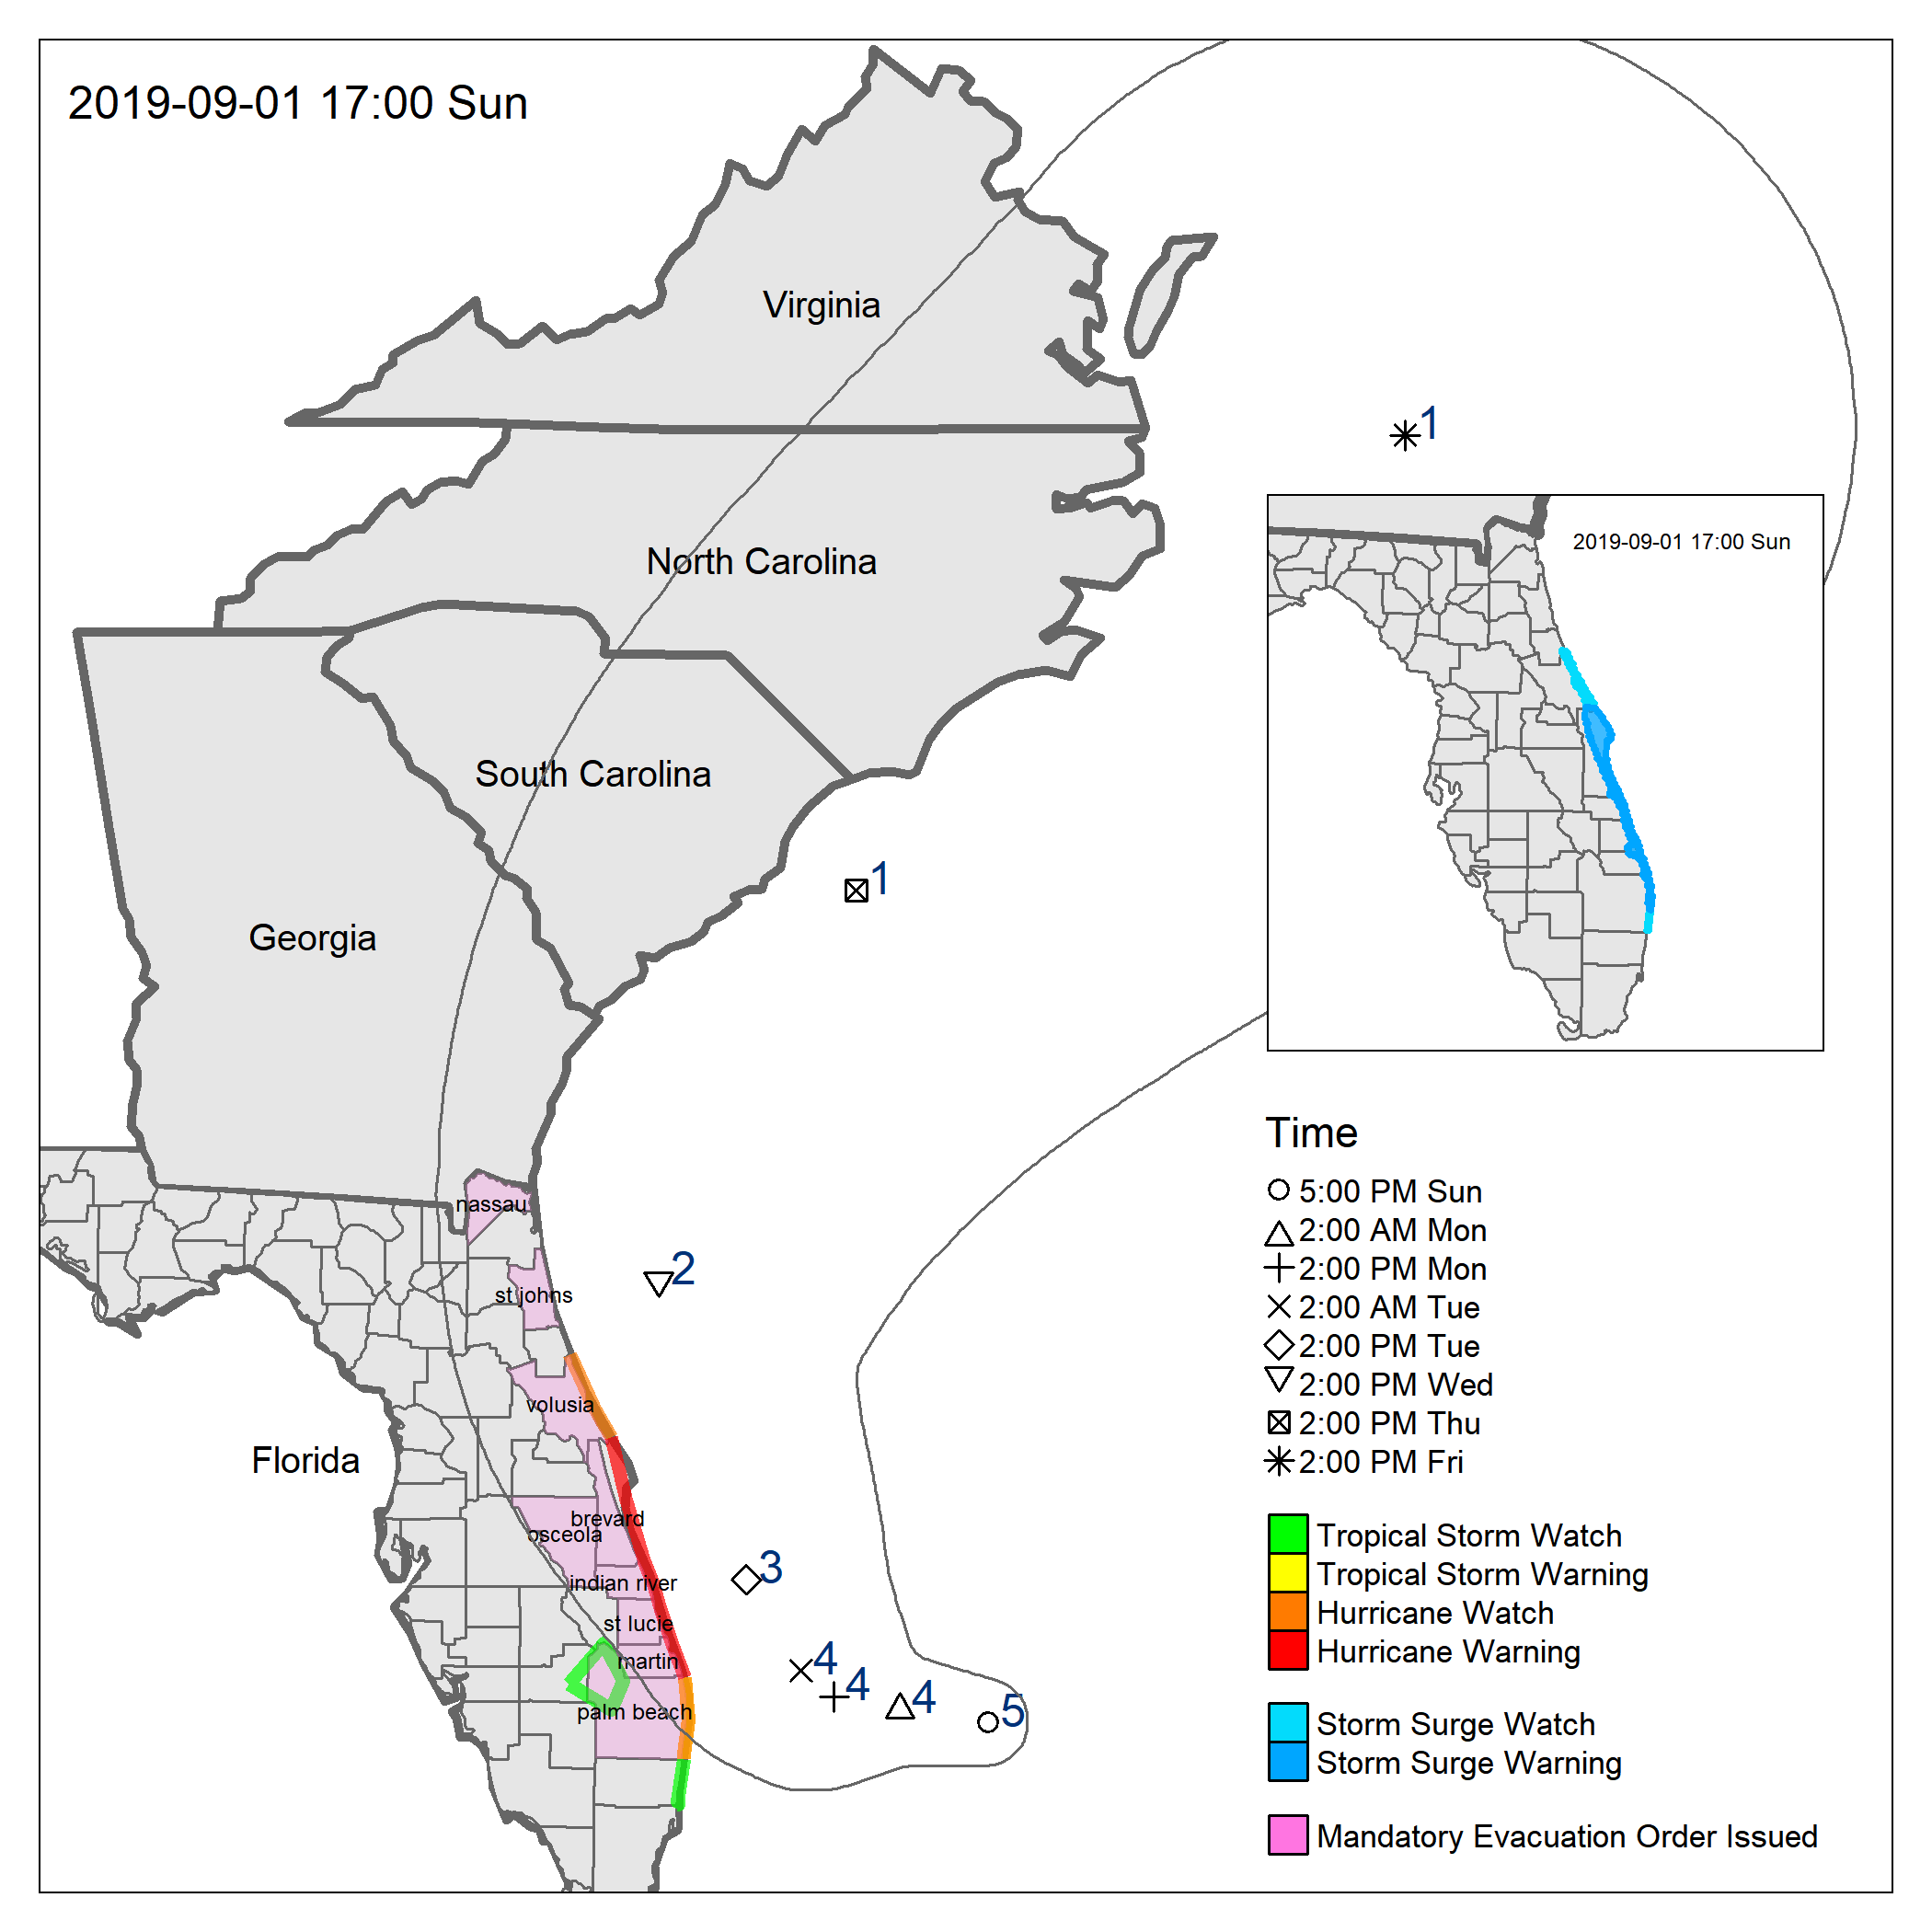 2019-09-01 17:00 Sun
Virginia
1
2019-09-01 17:00 Sun
North Carolina
South Carolina
1
Georgia
Time
5:00 PM Sun
2:00 AM Mon
2:00 PM Mon
2:00 AM Tue
2:00 PM Tue
2:00 PM Wed
2:00 PM Thu
2:00 PM Fri
nassau
2
st johns
volusia
Florida
brevard
osceola
3
indian river
st lucie
martin
4
4
4
5
palm beach
Tropical Storm Watch
Tropical Storm Warning
Hurricane Watch
Hurricane Warning
Storm Surge Watch
Storm Surge Warning
Mandatory Evacuation Order Issued